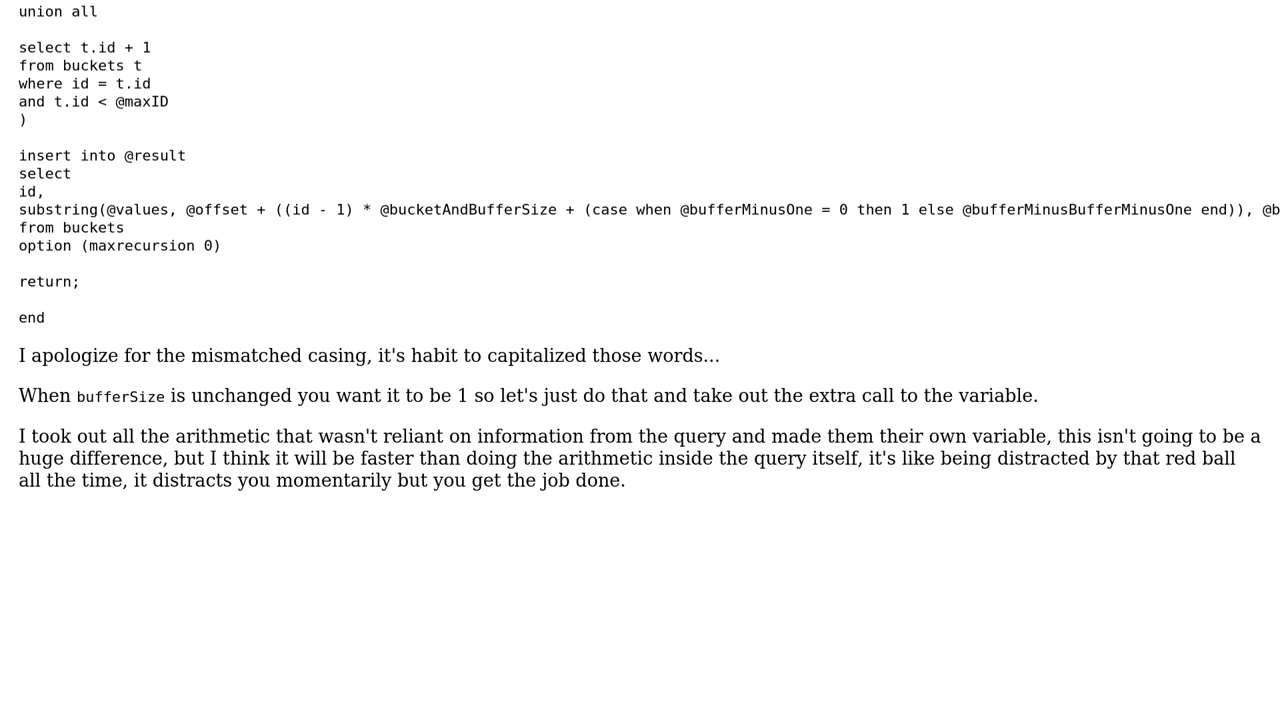 union all
select t.id + 1
from buckets t
where id = t.id
and t.id < @maxID
)
insert into @result
select
id,
substring(@values, @offset + ((id - 1) * @bucketAndBufferSize + (case when @bufferMinusOne = 0 then 1 else @bufferMinusBufferMinusOne end)), @b
from buckets
option (maxrecursion 0)
return;
end
I apologize for the mismatched casing, it's habit to capitalized those words...
When bufferSize is unchanged you want it to be 1 so let's just do that and take out the extra call to the variable.
I took out all the arithmetic that wasn't reliant on information from the query and made them their own variable, this isn't going to be a
huge difference, but I think it will be faster than doing the arithmetic inside the query itself, it's like being distracted by that red ball
all the time, it distracts you momentarily but you get the job done.